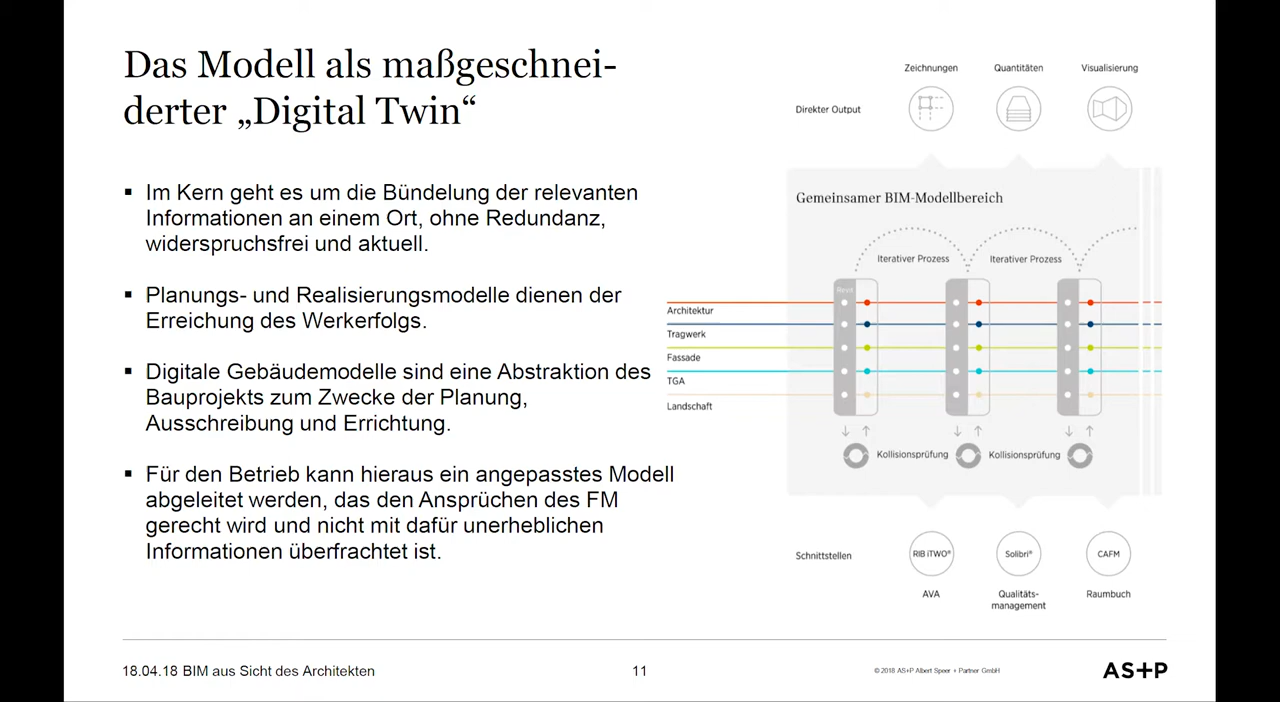 Das Modell als maßgeschnei-
derter „Digital Twin“
▪ Im Kern geht es um die Bündelung der relevanten
Informationen an einem Ort, ohne Redundanz,
widerspruchsfrei und aktuell.
▪ Planungs- und Realisierungsmodelle dienen der
Erreichung des Werkerfolgs.
▪ Digitale Gebäudemodelle sind eine Abstraktion des
Bauprojekts zum Zwecke der Planung,
Ausschreibung und Errichtung.
▪ Für den Betrieb kann hieraus ein angepasstes Modell
abgeleitet werden, das den Ansprüchen des FM
gerecht wird und nicht mit dafür unerheblichen
Informationen überfrachtet ist.
Zeichnungen Quantitäten Visualisierung
Direkter Output
Gemeinsamer BIM-Modellbereich
Iterativer Prozess Iterativer Prozess
Revit
Architektur
Tragwerk
Fassade
TGA
Landschaft
Kollisionsprüfung Kollisionsprüfung
Schnittstellen RIB iTWO® Solibri® CAFM
AVA Qualitäts- Raumbuch
management
18.04.18 BIM aus Sicht des Architekten 11 © 2018 AS+P Albert Speer + Partner GmbH AS+P